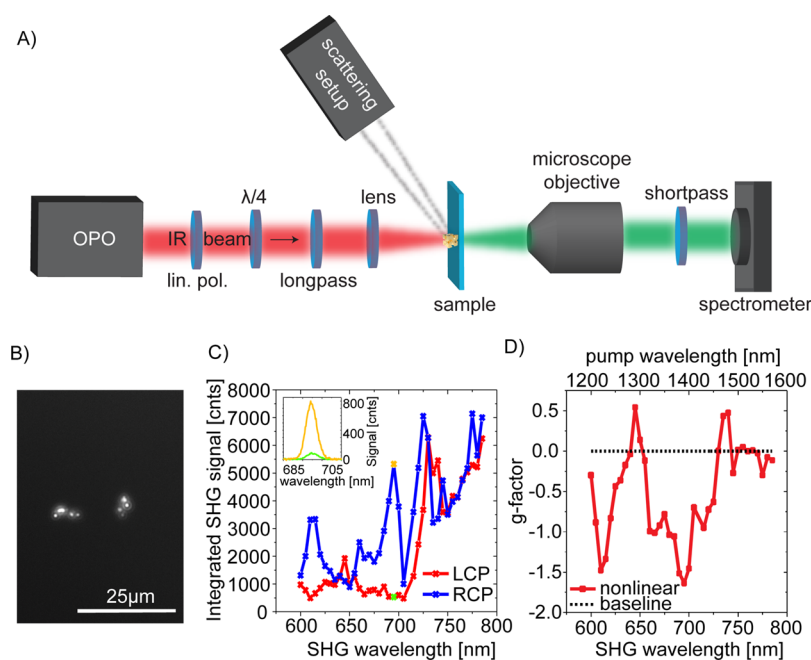 A)
scattering
setup
OPO
IR beam
lin. pol.
λ/4
longpass
lens
sample
microscope
objective
shortpass
spectrometer
B)
25µm
C)
Integrated SHG signal [cnts]
8000
7000
6000
5000
4000
3000
2000
1000
0
600 650 700 750 800
SHG wavelength [nm]
800
400
0
Signal [cnts]
685 705
wavelength [nm]
LCP
RCP
D)
pump wavelength [nm]
1200 1300 1400 1500 1600
g-factor
0.5
0.0
-0.5
-1.0
-1.5
-2.0
nonlinear
baseline
600 650 700 750 800
SHG wavelength [nm]